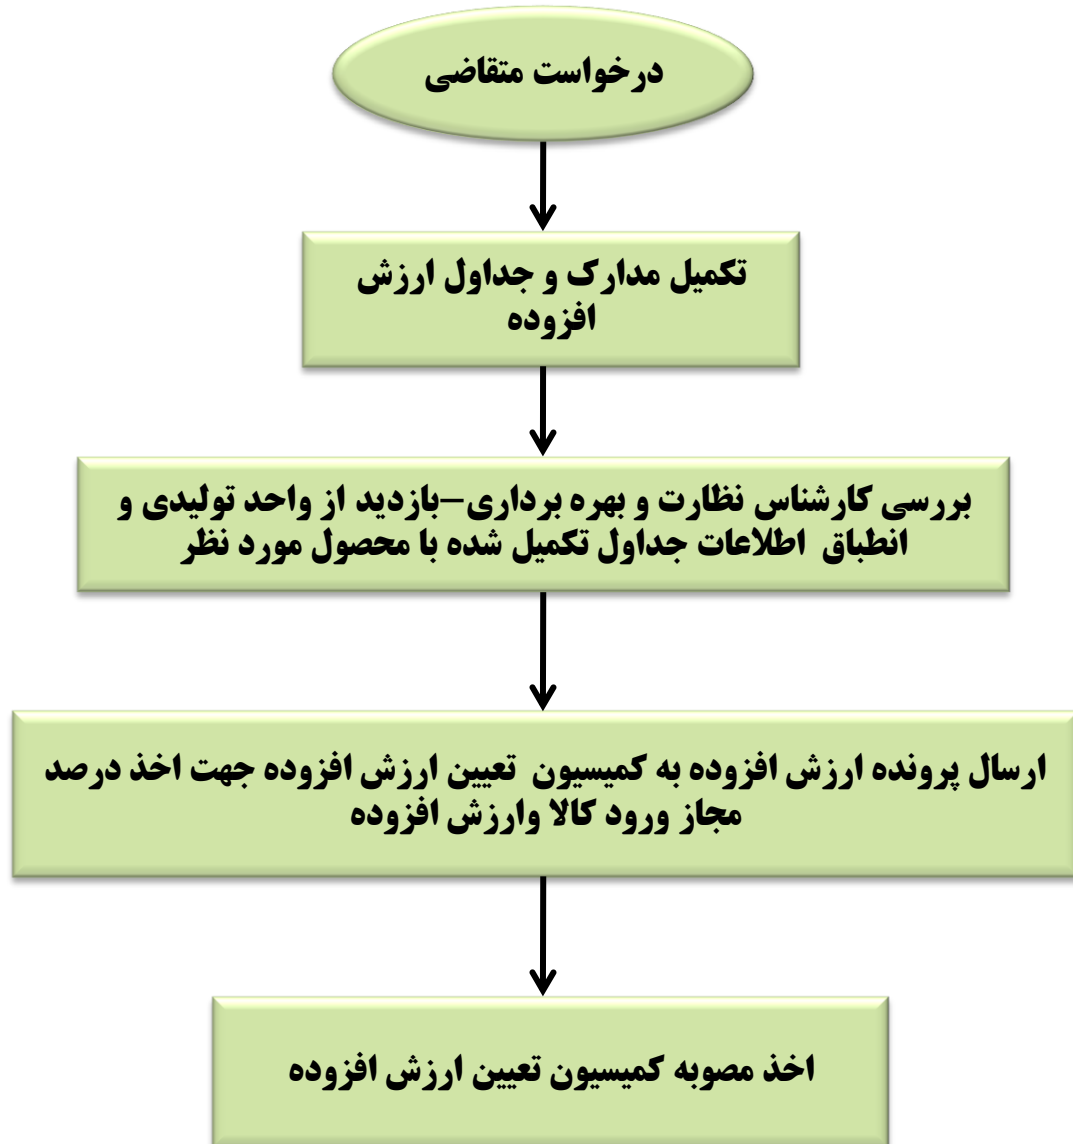 درخواست متقاضی
تکمیل مدارک و جداول ارزش
افزوده
بررسی کارشناس نظارت و بهره برداری–بازدید از واحد تولیدی و
انطباق اطلاعات جداول تکمیل شده با محصول مورد نظر
ارسال پرونده ارزش افزوده به کمیسیون تعیین ارزش افزوده جهت اخذ درصد
مجاز ورود کالا وارزش افزوده
اخذ مصوبه کمیسیون تعیین ارزش افزوده